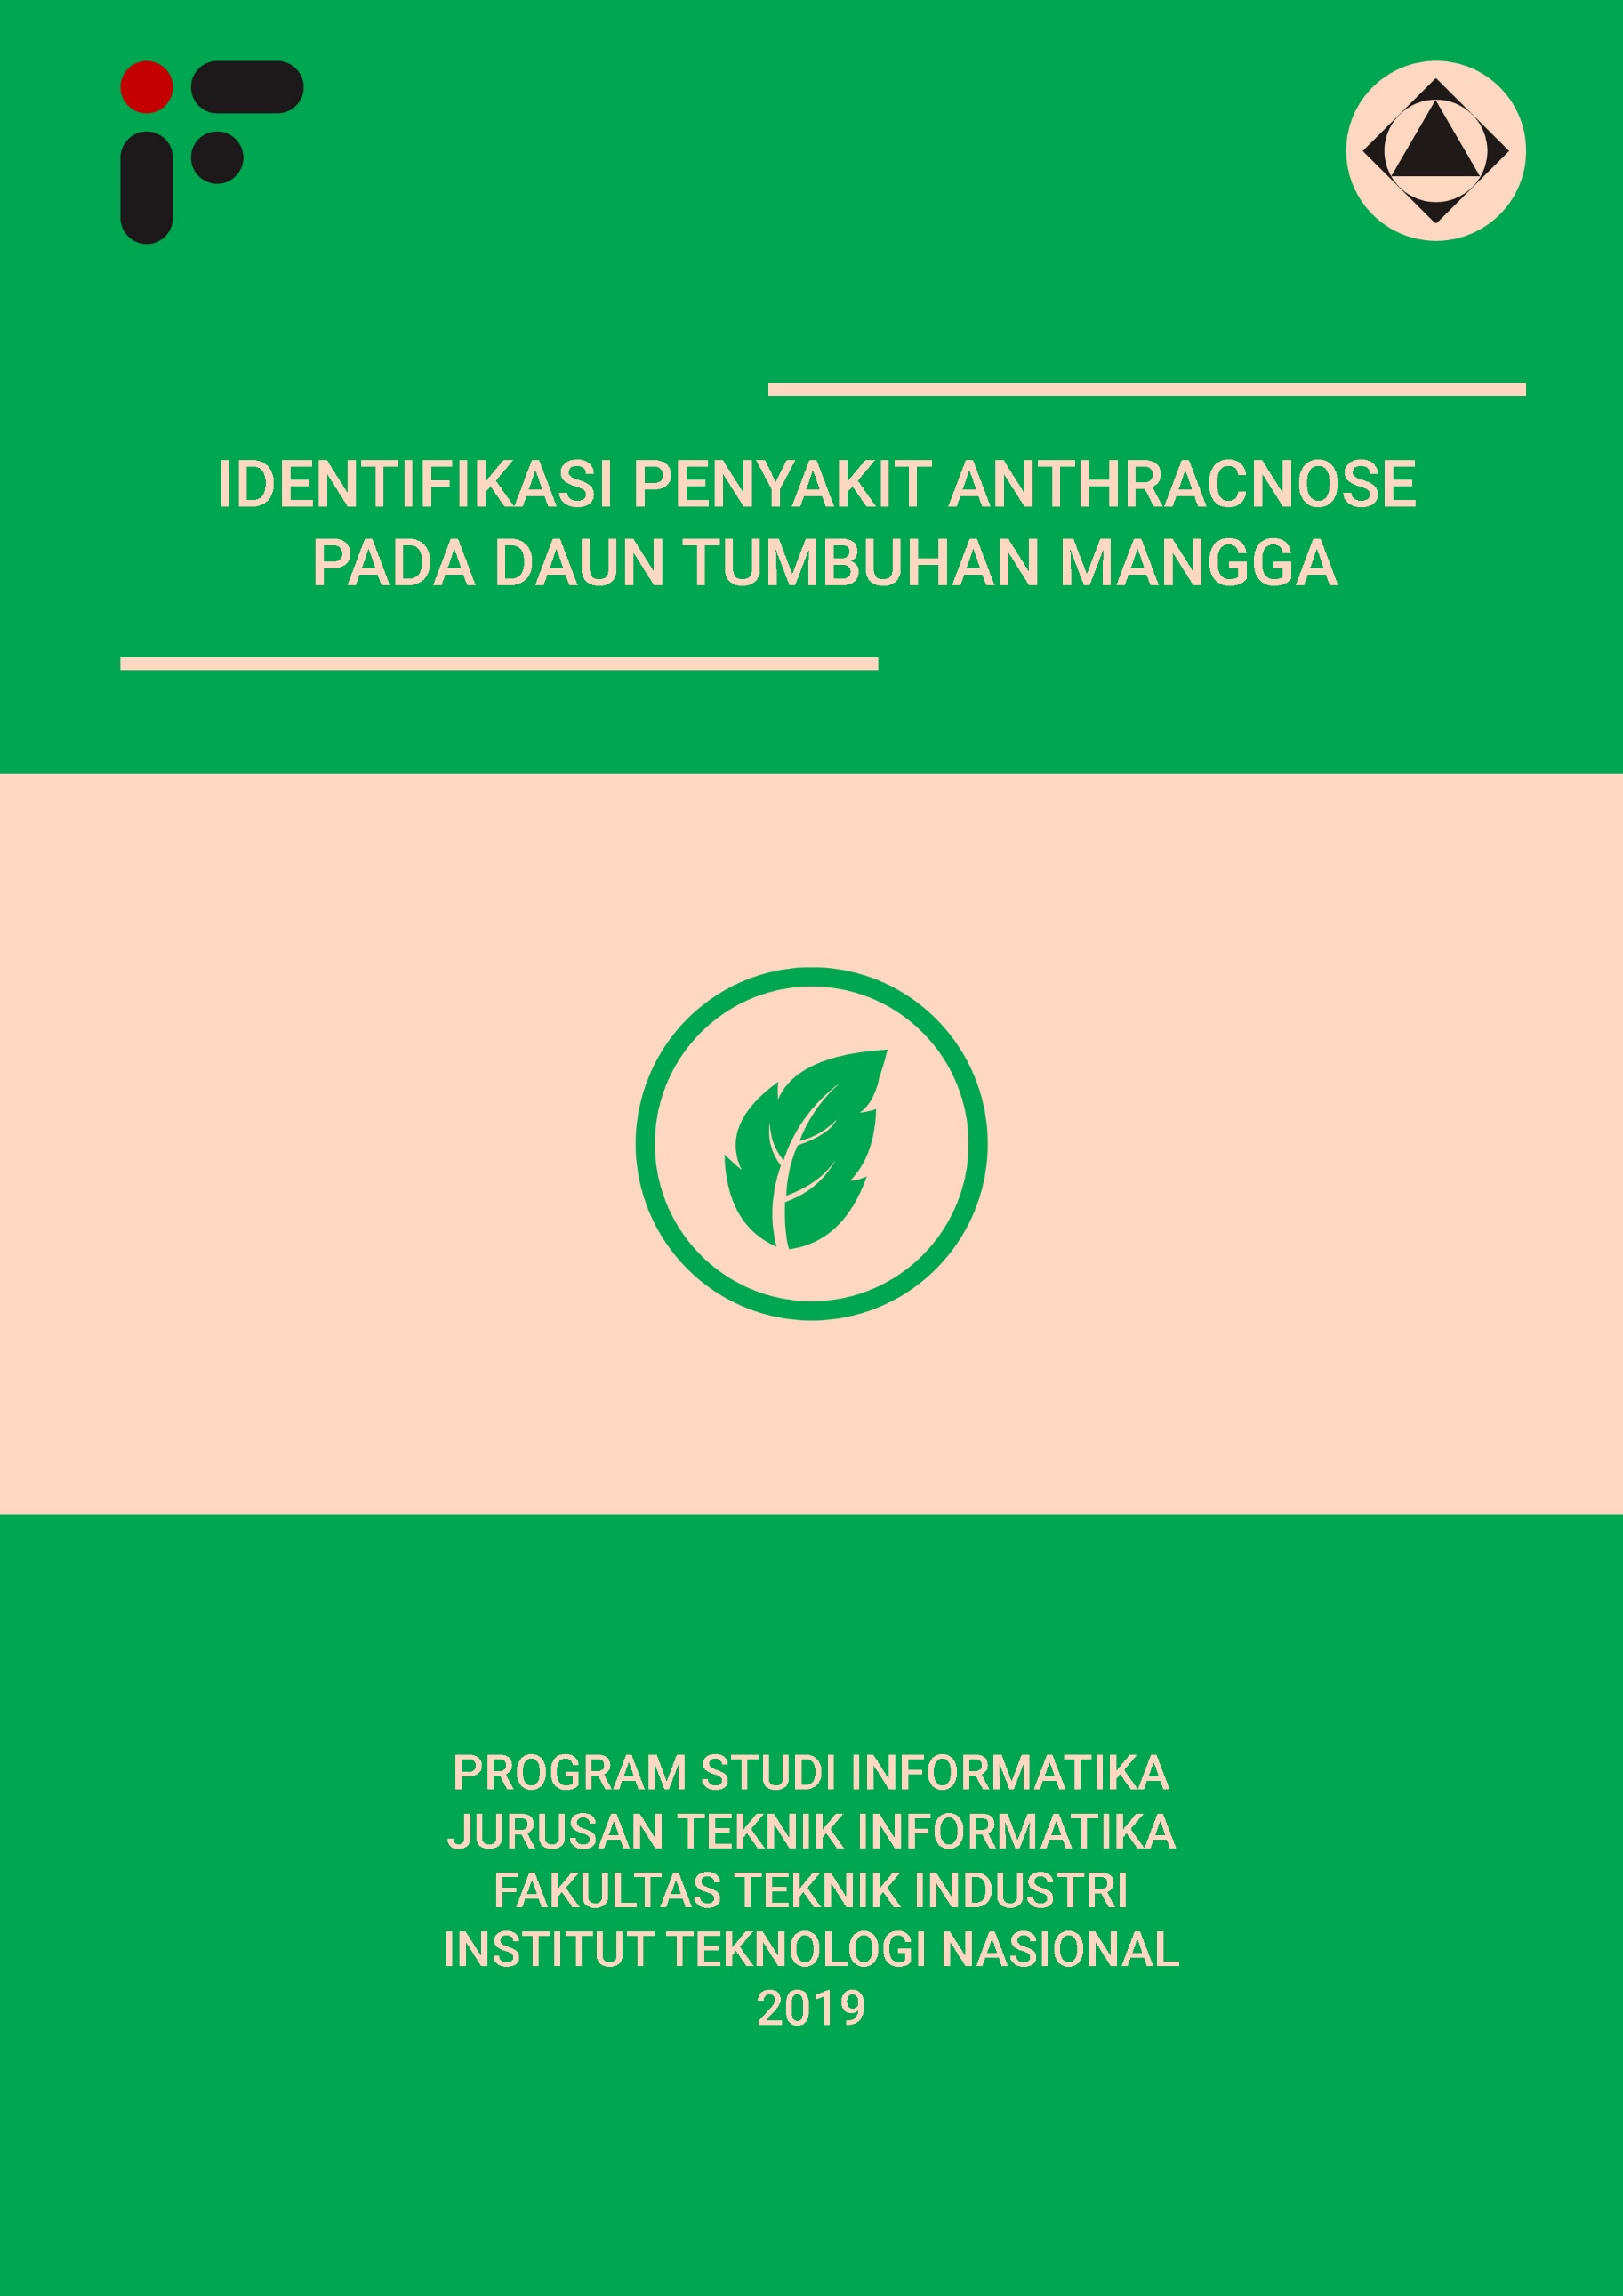 IDENTIFIKASI PENYAKIT ANTHRACNOSE
PADA DAUN TUMBUHAN MANGGA
PROGRAM STUDI INFORMATIKA
JURUSAN TEKNIK INFORMATIKA
FAKULTAS TEKNIK INDUSTRI
INSTITUT TEKNOLOGI NASIONAL
2019